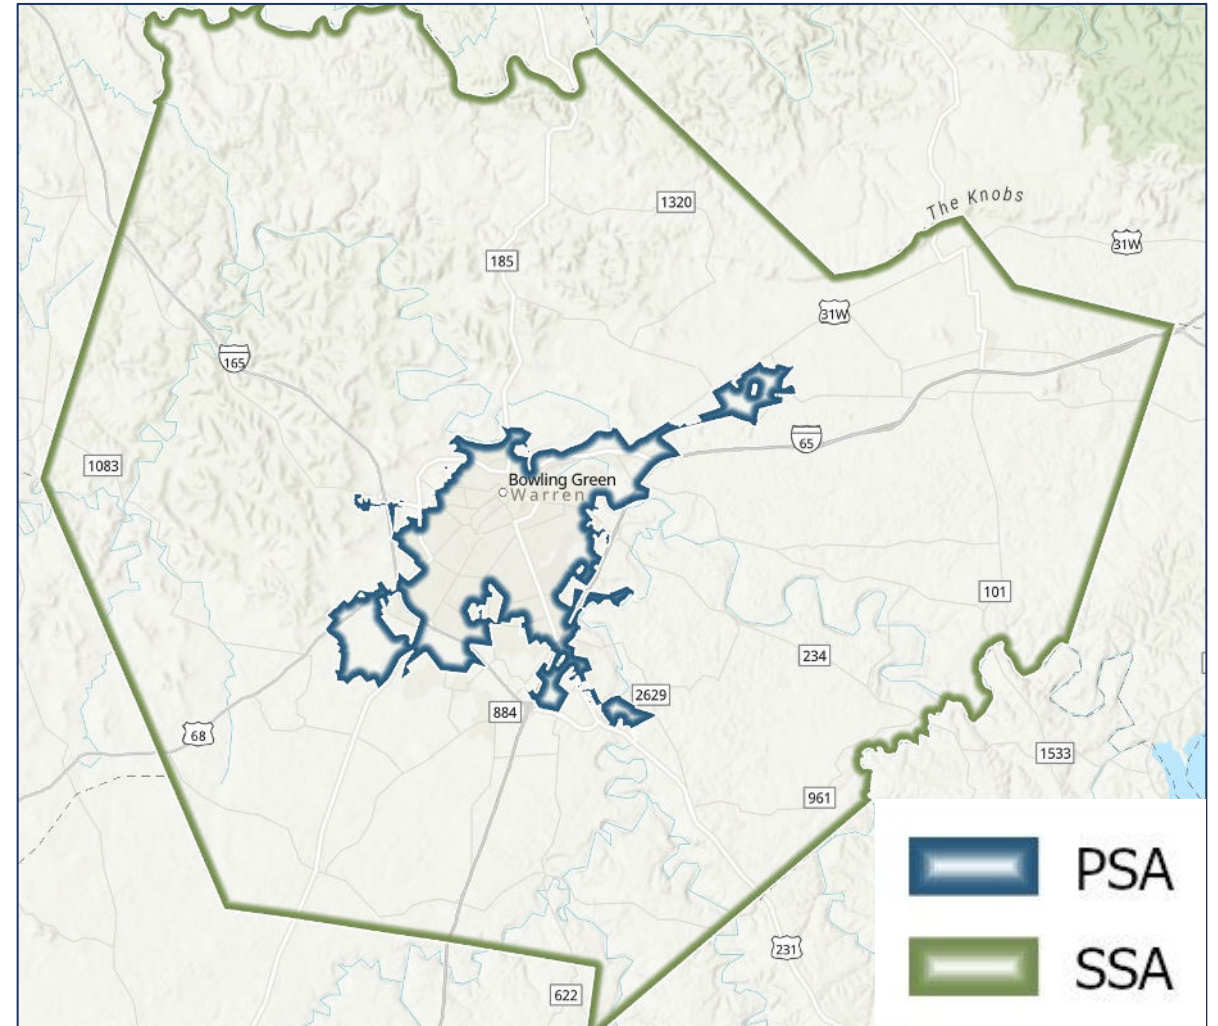 The Knobs
1320
31W
185
31W
165
65
1083
Bowling Green
Warren
101
234
2629
884
68
1533
961
PSA
231
SSA
622